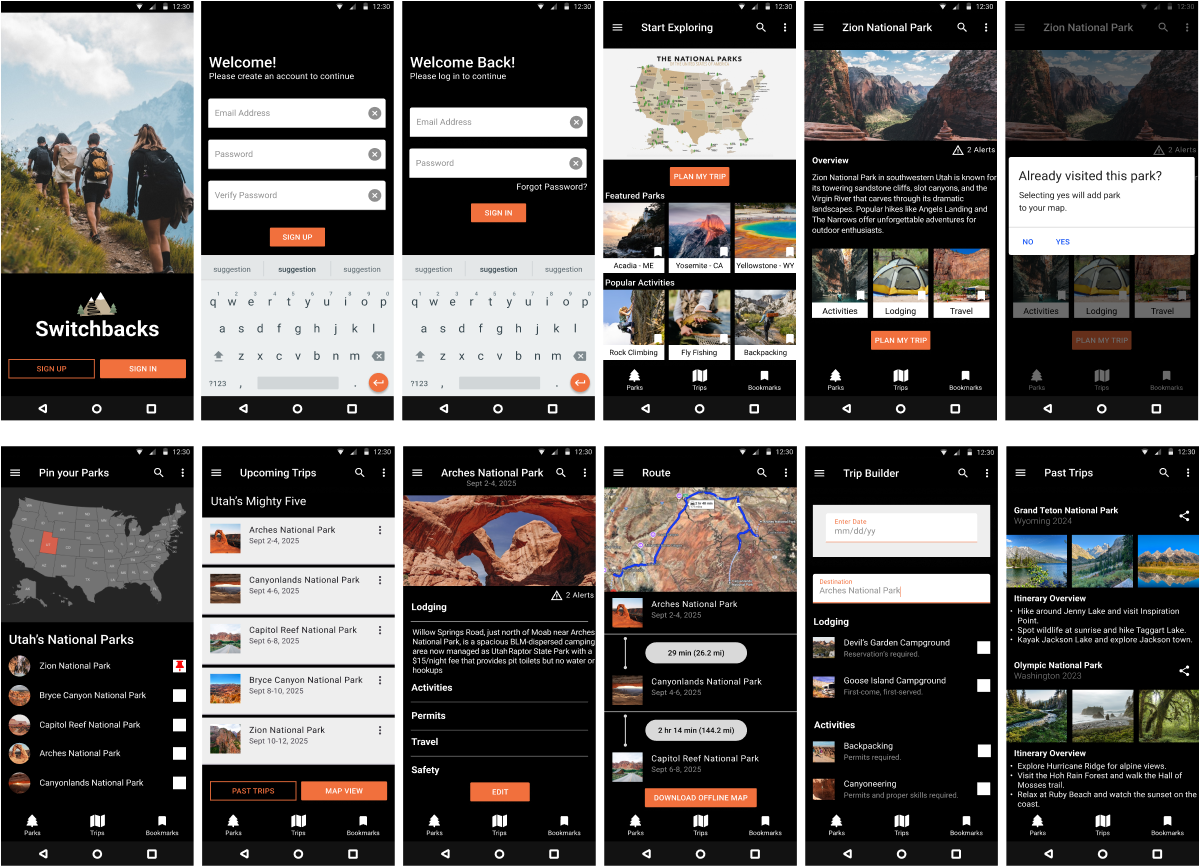 12:30
Switchbacks
SIGN UP
SIGN IN
12:30
Welcome!
Please create an account to continue
Email Address
Password
Verify Password
SIGN UP
suggestion suggestion suggestion
1 2 3 4 5 6 7 8 9 0
q w e r t y u i o p
a s d f g h j k l
z x c v b n m
?123 , .
12:30
Welcome Back!
Please log in to continue
Email Address
Password
Forgot Password?
SIGN IN
suggestion suggestion suggestion
1 2 3 4 5 6 7 8 9 0
q w e r t y u i o p
a s d f g h j k l
z x c v b n m
?123 , .
12:30
Start Exploring
THE NATIONAL PARKS
PLAN MY TRIP
Featured Parks
Acadia - ME
Yosemite - CA
Yellowstone - WY
Popular Activities
Rock Climbing
Fly Fishing
Backpacking
Parks
Trips
Bookmarks
12:30
Zion National Park
2 Alerts
Overview
Zion National Park in southwestern Utah is known for
its towering sandstone cliffs, slot canyons, and the
Virgin River that carves through its dramatic
landscapes. Popular hikes like Angels Landing and
The Narrows offer unforgettable adventures for
outdoor enthusiasts.
Activities
Lodging
Travel
PLAN MY TRIP
Parks
Trips
Bookmarks
12:30
Zion National Park
2 Alerts
Already visited this park?
Selecting yes will add park
to your map.
NO
YES
Activities
Lodging
Travel
PLAN MY TRIP
Parks
Trips
Bookmarks
12:30
Pin your Parks
Utah's National Parks
Zion National Park
Bryce Canyon National Park
Capitol Reef National Park
Arches National Park
Canyonlands National Park
Parks
Trips
Bookmarks
12:30
Upcoming Trips
Utah's Mighty Five
Arches National Park
Sept 2-4, 2025
Canyonlands National Park
Sept 4-6, 2025
Capitol Reef National Park
Sept 6-8, 2025
Bryce Canyon National Park
Sept 8-10, 2025
Zion National Park
Sept 10-12, 2025
PAST TRIPS
MAP VIEW
Parks
Trips
Bookmarks
12:30
Arches National Park
Sept 2-4, 2025
2 Alerts
Lodging
Willow Springs Road, just north of Moab near Arches
National Park, is a spacious BLM-dispersed camping
area now managed as UtahRaptor State Park with a
$15/night fee that provides pit toilets but no water or
hookups
Activities
Permits
Travel
Safety
EDIT
Parks
Trips
Bookmarks
12:30
Route
Arches National Park
Sept 2-4, 2025
29 min (26.2 mi)
Canyonlands National Park
Sept 4-6, 2025
2 hr 14 min (144.2 mi)
Capitol Reef National Park
Sept 6-8, 2025
DOWNLOAD OFFLINE MAP
Parks
Trips
Bookmarks
12:30
Trip Builder
Enter Date
mm/dd/yy
Destination
Arches National Park
Lodging
Devil's Garden Campground
Reservation's required.
Goose Island Campground
First-come, first-served.
Activities
Backpacking
Permits required.
Canyoneering
Permits and proper skills required.
Parks
Trips
Bookmarks
12:30
Past Trips
Grand Teton National Park
Wyoming 2024
Itinerary Overview
• Hike around Jenny Lake and visit Inspiration
Point.
• Spot wildlife at sunrise and hike Taggart Lake.
• Kayak Jackson Lake and explore Jackson town.
Olympic National Park
Washington 2023
Itinerary Overview
• Explore Hurricane Ridge for alpine views.
• Visit the Hoh Rain Forest and walk the Hall of
Mosses trail.
• Relax at Ruby Beach and watch the sunset on the
coast.
Parks
Trips
Bookmarks